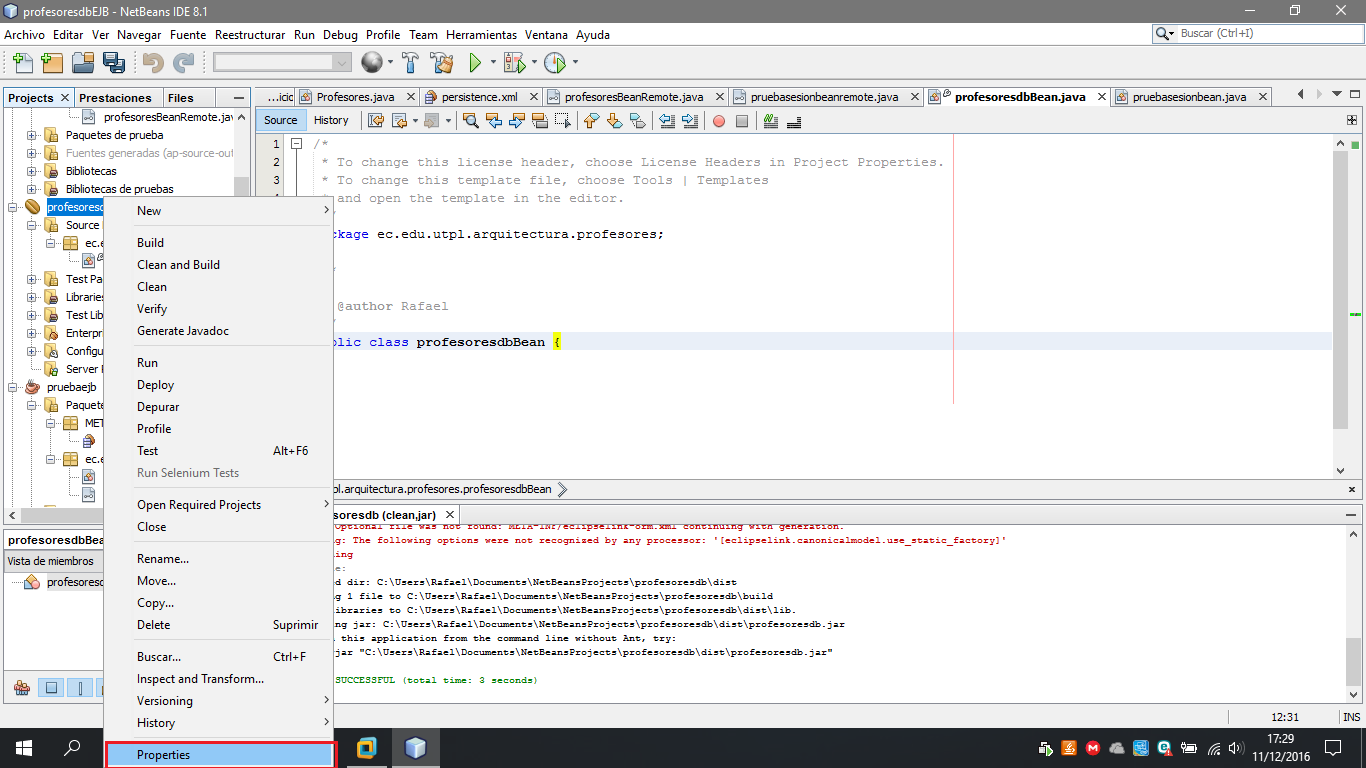 profesoresdbEJB - NetBeans IDE 8.1
Archivo Editar Ver Navegar Fuente Reestructurar Run Debug Profile Team Herramientas Ventana Ayuda
Buscar (Ctrl+I)
Projects Prestaciones Files
...icic Profesores.java persistence.xml profesoresBeanRemote.java pruebasesionbeanremote.java profesoresdbBean.java pruebasesionbean.java
Source History
profesoresBeanRemote.jav
Paquetes de prueba
Fuentes generadas (ap-source-out
Bibliotecas
Bibliotecas de pruebas
profesoresd
Source
ec.e
Test Pa
Libraries
Test Lib
Enterpr
Configu
Server R
pruebaejb
Paquete
MET
ec.e
New
Build
Clean and Build
Clean
Verify
Generate Javadoc
Run
Deploy
Depurar
Profile
Test Alt+F6
Run Selenium Tests
Open Required Projects
Close
Rename...
Move...
Copy...
Delete Suprimir
Buscar... Ctrl+F
Inspect and Transform...
Versioning
History
Properties
1 /*
2 * To change this license header, choose License Headers in Project Properties.
3 * To change this template file, choose Tools | Templates
and open the template in the editor.
ckage ec.edu.utpl.arquitectura.profesores;
@author Rafael
blic class profesoresdbBean {
pl.arquitectura.profesores.profesoresdbBean
profesoresdbBea
Vista de miembros
profesoresd
soresdb (clean,jar)
Optional file was not found: META-INF/eclipselink-orm.xml continuing with generation.
g: The following options were not recognized by any processor: '[eclipselink.canonicalmodel.use_static_factory]'
ing
e:
d dir: C:\Users\Rafael\Documents\NetBeansProjects\profesoresdb\dist
g 1 file to C:\Users\Rafael\Documents\NetBeansProjects\profesoresdb\build
ibraries to C:\Users\Rafael\Documents\NetBeansProjects\profesoresdb\dist\lib.
ng jar: C:\Users\Rafael\Documents\NetBeansProjects\profesoresdb\dist\profesoresdb.jar
this application from the command line without Ant, try:
jar "C:\Users\Rafael\Documents\NetBeansProjects\profesoresdb\dist\profesoresdb.jar"
SUCCESSFUL (total time: 3 seconds)
12:31 INS
17:29
11/12/2016